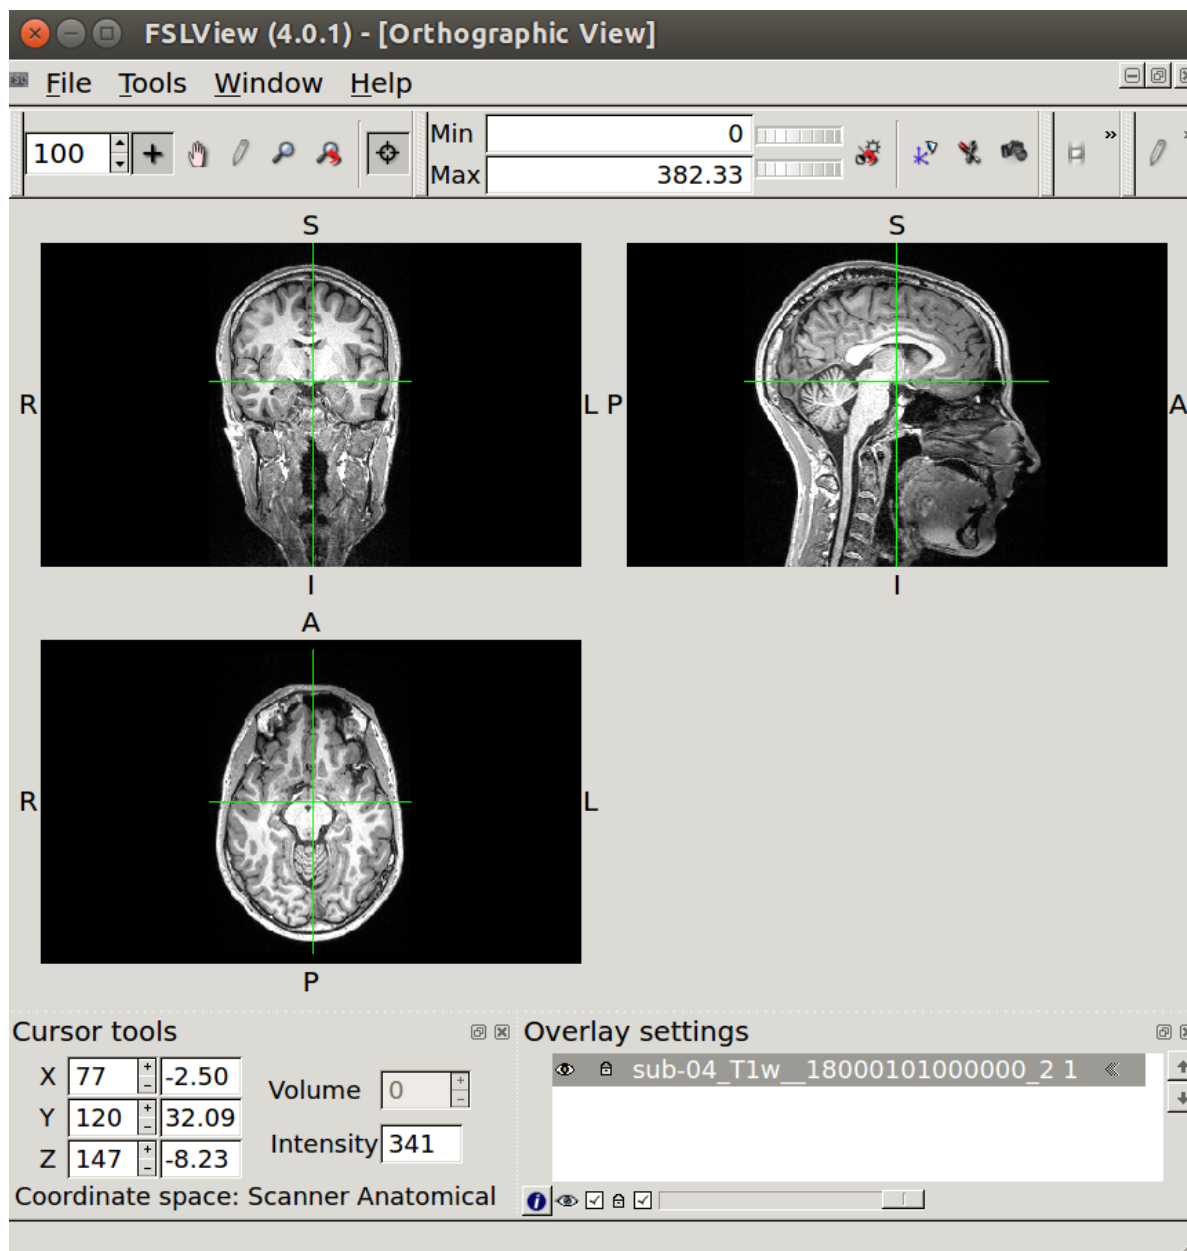 FSLView (4.0.1) - [Orthographic View]
File Tools Window Help
100
Min 0
Max 382.33
S
R L
I
S
P A
I
A
R L
P
Cursor tools
X 77 -2.50
Y 120 32.09
Z 147 -8.23
Volume 0
Intensity 341
Coordinate space: Scanner Anatomical
Overlay settings
sub-04_T1w__18000101000000_2 1